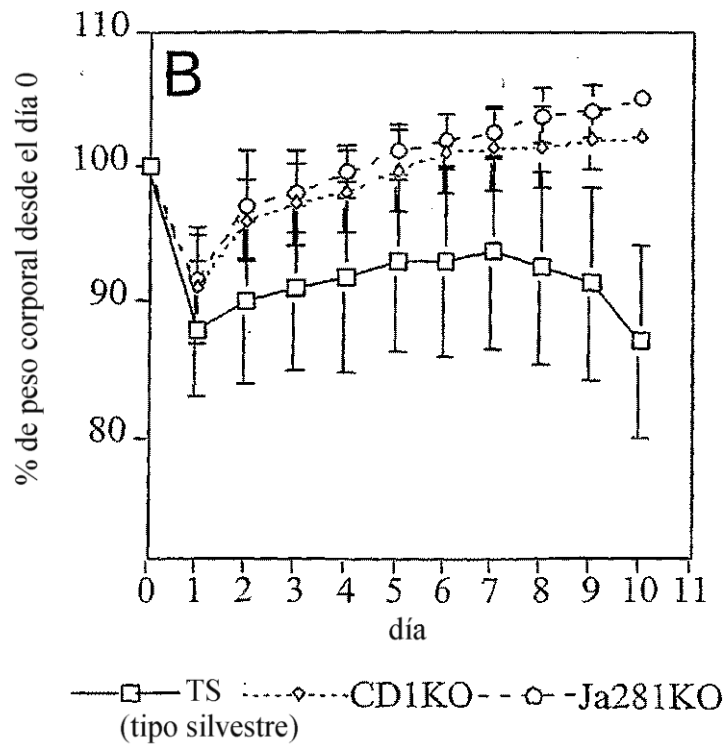 B
% de peso corporal desde el día 0
110
100
90
80
0 1 2 3 4 5 6 7 8 9 10 11
día
TS CD1KO Ja281KO
(tipo silvestre)